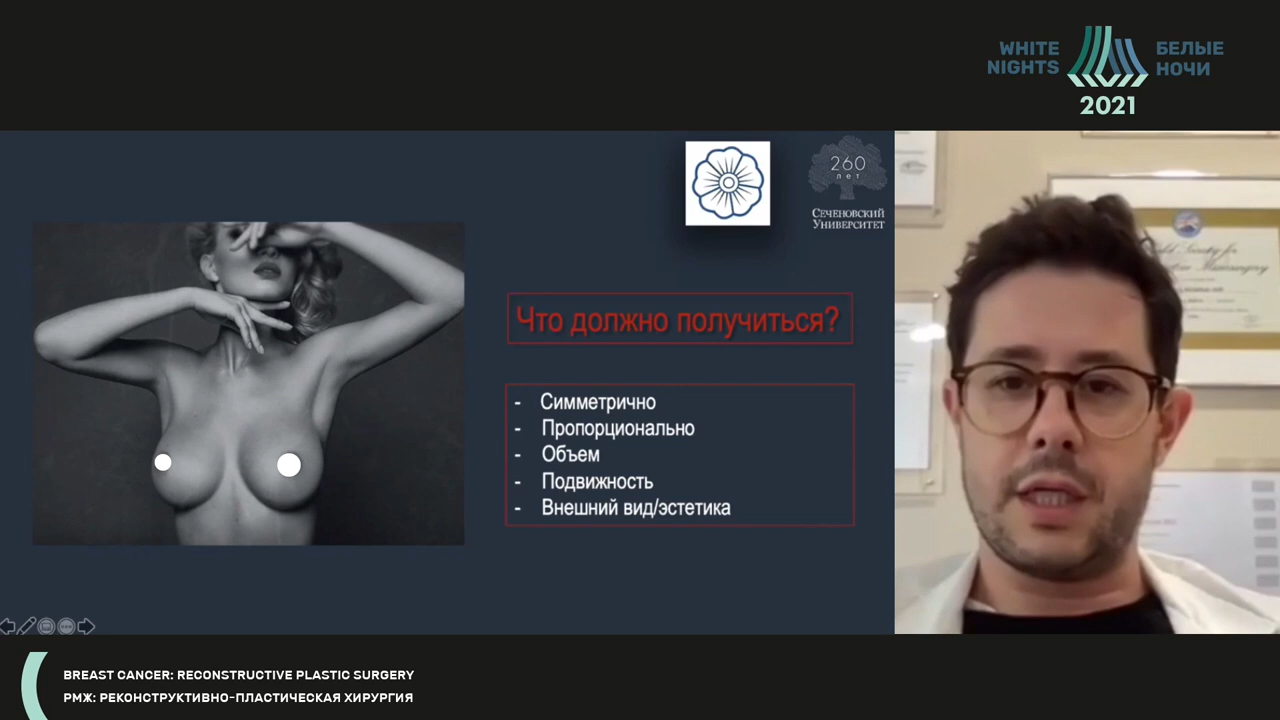 WHITE
NIGHTS
БЕЛЫЕ
НОЧИ
2021
260
лет
Сеченовский
Университет
Что должно получиться?
- Симметрично
- Пропорционально
- Объем
- Подвижность
- Внешний вид/эстетика
BREAST CANCER: RECONSTRUCTIVE PLASTIC SURGERY
РМЖ: РЕКОНСТРУКТИВНО-ПЛАСТИЧЕСКАЯ ХИРУРГИЯ